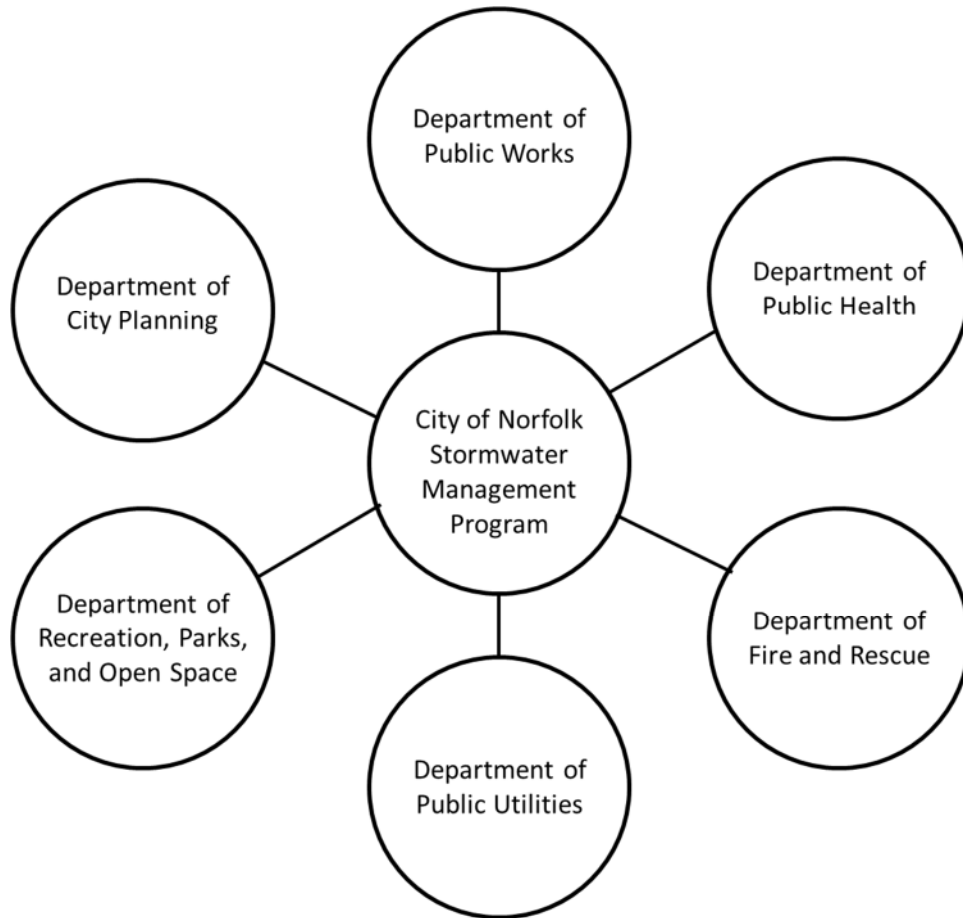 Department of
Public Works
Department of
Public Health
Department of
City Planning
City of Norfolk
Stormwater
Management
Program
Department of
Recreation, Parks,
and Open Space
Department of
Fire and Rescue
Department of
Public Utilities